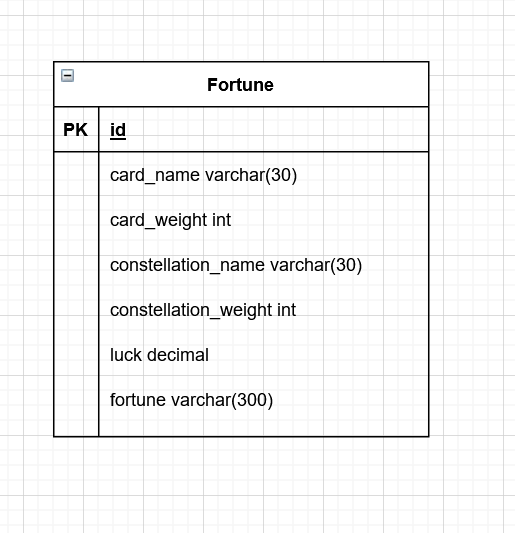 Fortune
PK id
card_name varchar(30)
card_weight int
constellation_name varchar(30)
constellation_weight int
luck decimal
fortune varchar(300)